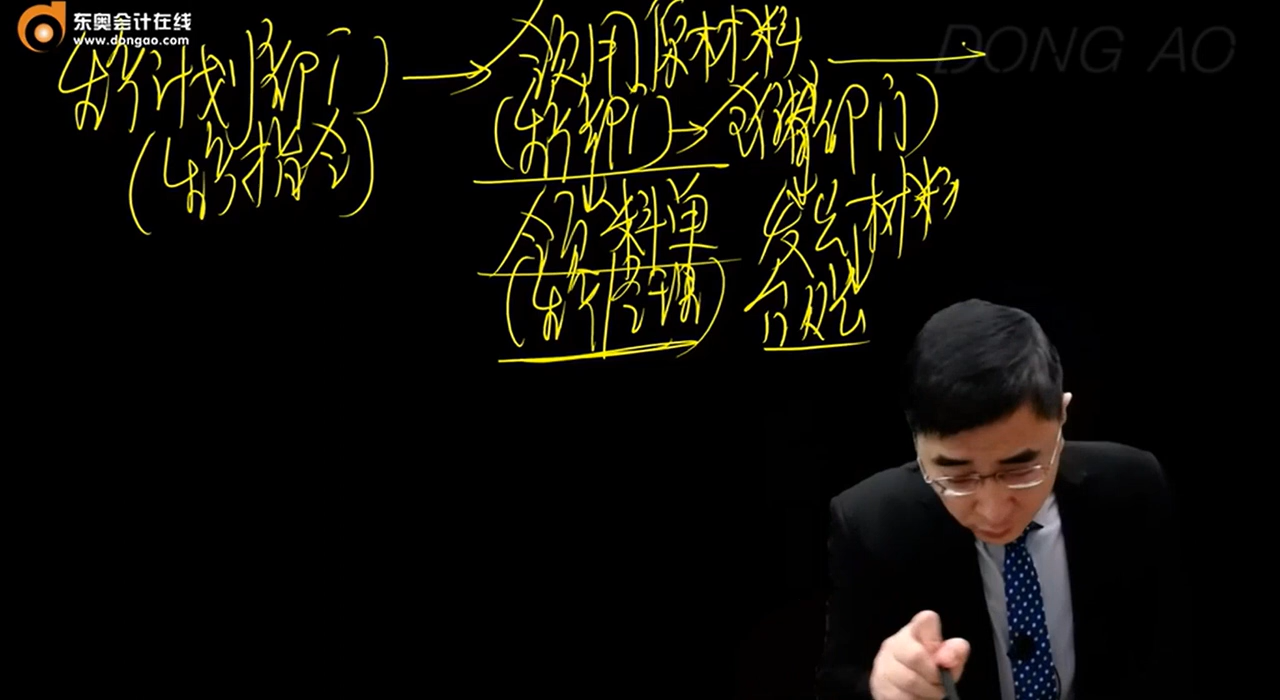 东奥会计在线
www.dongao.com
DONG AO
生产计划部门 → 领用原材料 →
(生产指令) (生产部门) → 仓储部门)
领料单 发出材料
(生产